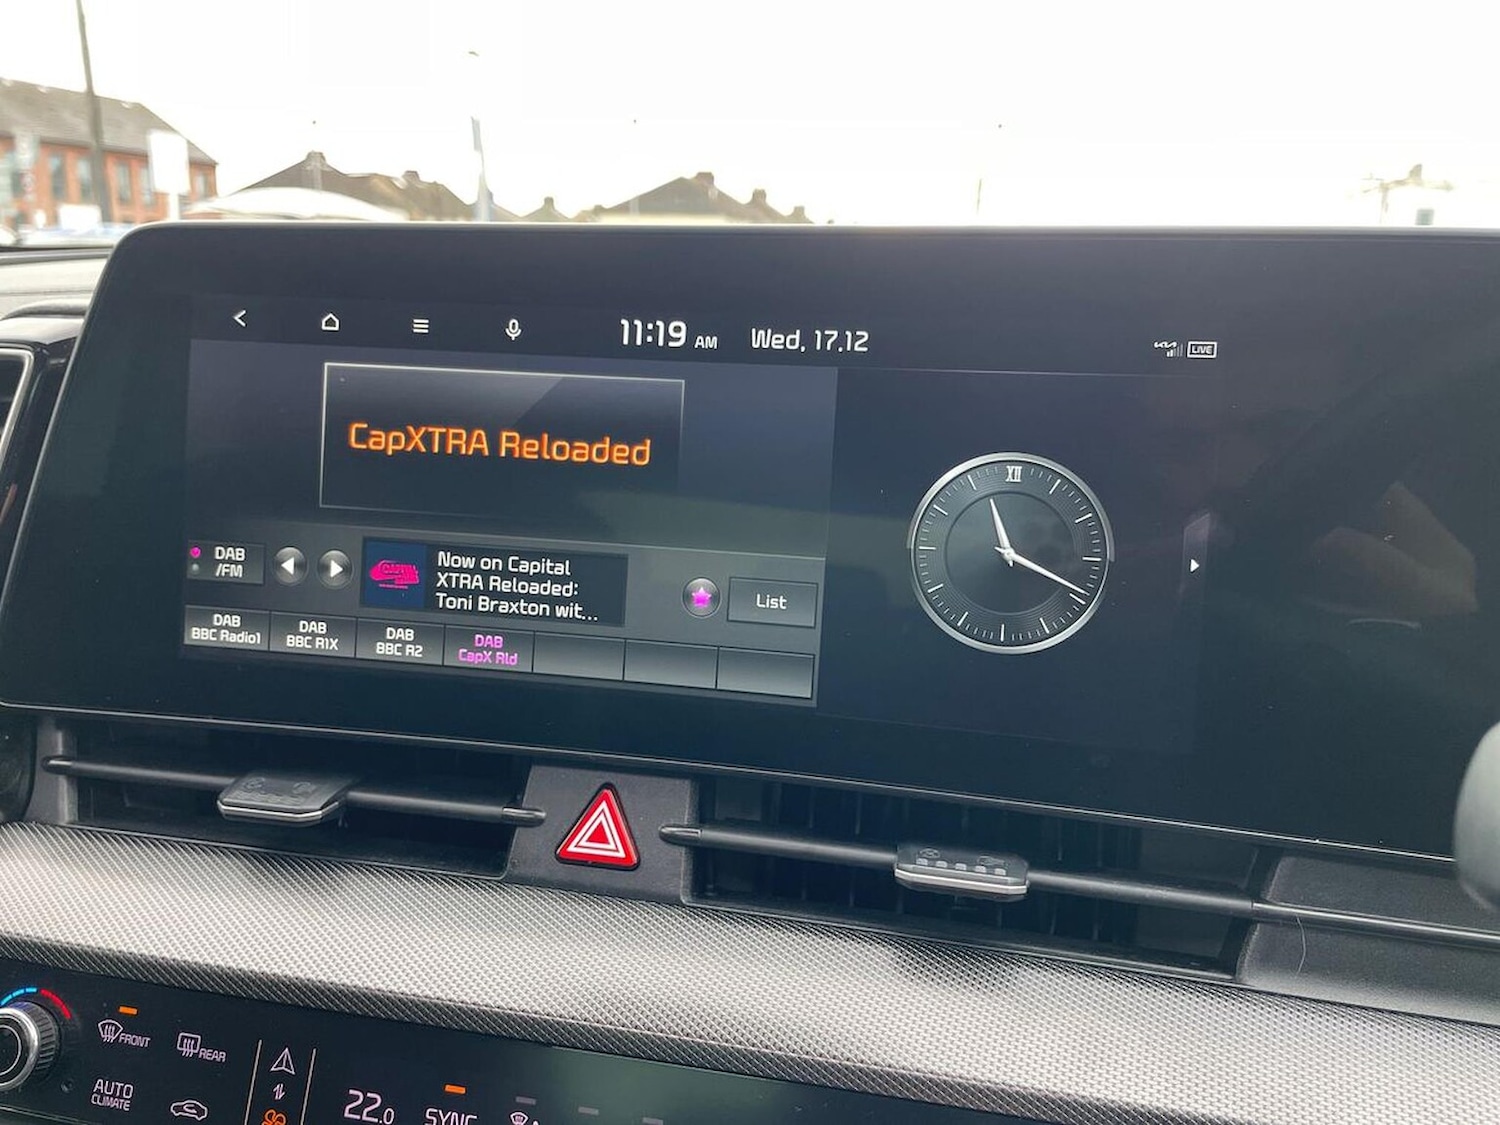 11:19 AM Wed, 17.12
KIA LIVE
CapXTRA Reloaded
XII
DAB
/FM
Now on Capital
XTRA Reloaded:
Toni Braxton wit...
List
DAB
BBC Radio1
DAB
BBC R1X
DAB
BBC R2
DAB
CapX Rld
FRONT
REAR
AUTO
CLIMATE
22.0
SYNC